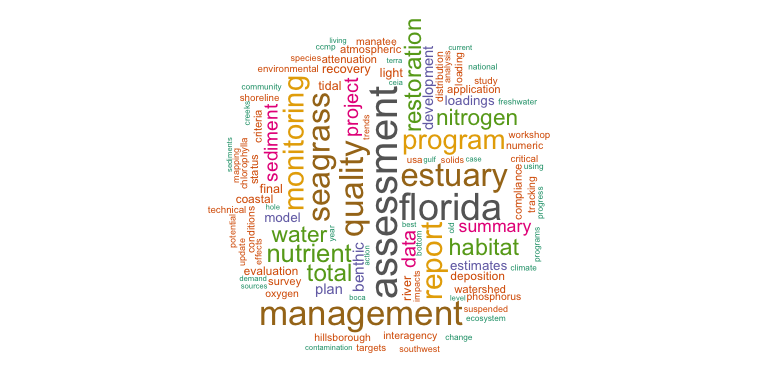 living
ccmp
manatee
atmospheric
species
attenuation
terra
current
environmental
recovery
light
ceia
national
community
tidal
study
shoreline
application
creeks
criteria
sediment
monitoring
seagrass
project
trends
quality
assessment
restoration
development
distribution
analysis
loading
loadings
freshwater
nitrogen
program
workshop
numeric
usa
gulf
solids
case
critical
using
estuary
florida
compliance
tracking
progress
sediments
mapping
chlorophylla
status
final
coastal
technical
hole
model
potential
update
conditions
effects
water
year
nutrient
total
benthic
action
best
data
bottom
report
old
summary
habitat
programs
estimates
climate
deposition
evaluation
demand
sources
survey
oxygen
plan
boca
river
impacts
watershed
level
phosphorus
suspended
ecosystem
management
hillsborough
interagency
change
contamination
targets
southwest